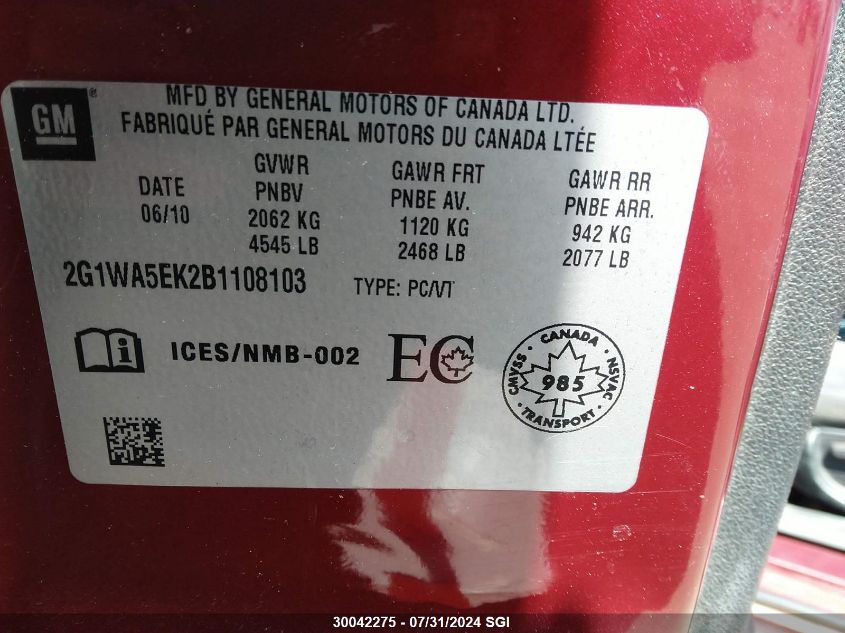 GM®
MFD BY GENERAL MOTORS OF CANADA LTD.
FABRIQUÉ PAR GENERAL MOTORS DU CANADA LTÉE
DATE
06/10
GVWR
PNBV
2062 KG
4545 LB
GAWR FRT
PNBE AV.
1120 KG
2468 LB
GAWR RR
PNBE ARR.
942 KG
2077 LB
2G1WA5EK2B1108103 TYPE: PC/VT
i ICES/NMB-002 EC
CANADA
CMVSS 985 NSVAC
TRANSPORT
30042275 - 07/31/2024 SGI